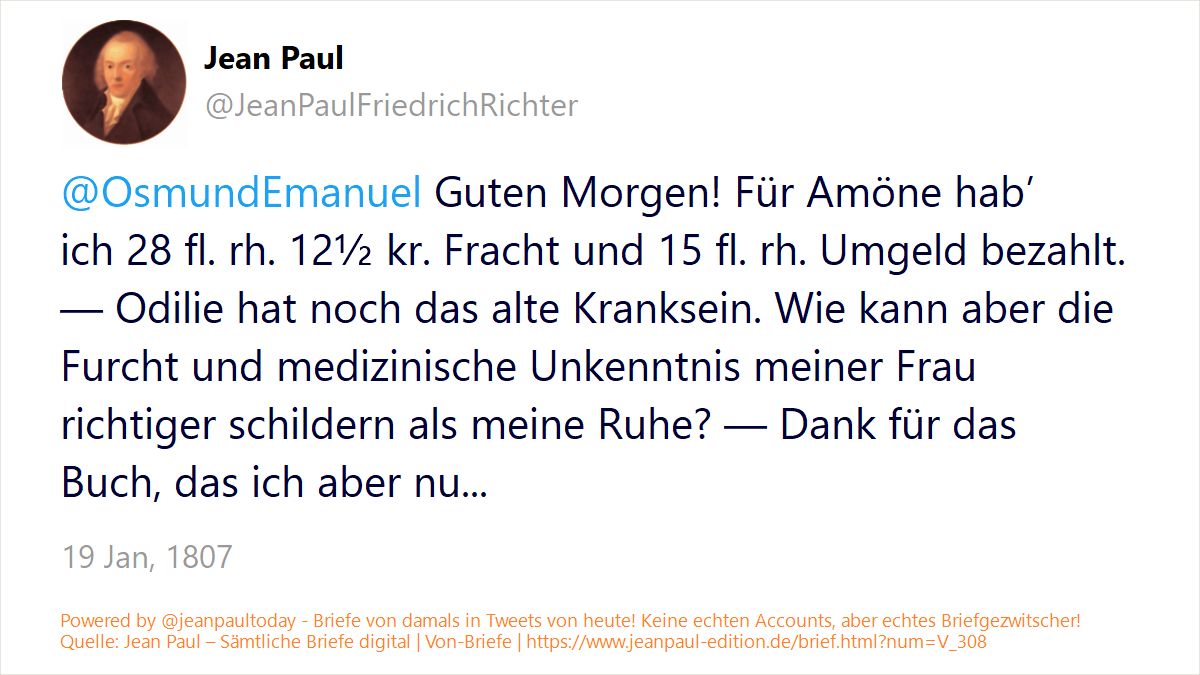 Jean Paul
@JeanPaulFriedrichRichter
@OsmundEmanuel Guten Morgen! Für Amöne hab’
ich 28 fl. rh. 12½ kr. Fracht und 15 fl. rh. Umgeld bezahlt.
— Odilie hat noch das alte Kranksein. Wie kann aber die
Furcht und medizinische Unkenntnis meiner Frau
richtiger schildern als meine Ruhe? — Dank für das
Buch, das ich aber nu...
19 Jan, 1807
Powered by @jeanpaultoday - Briefe von damals in Tweets von heute! Keine echten Accounts, aber echtes Briefgezwitscher!
Quelle: Jean Paul – Sämtliche Briefe digital | Von-Briefe | https://www.jeanpaul-edition.de/brief.html?num=V_308